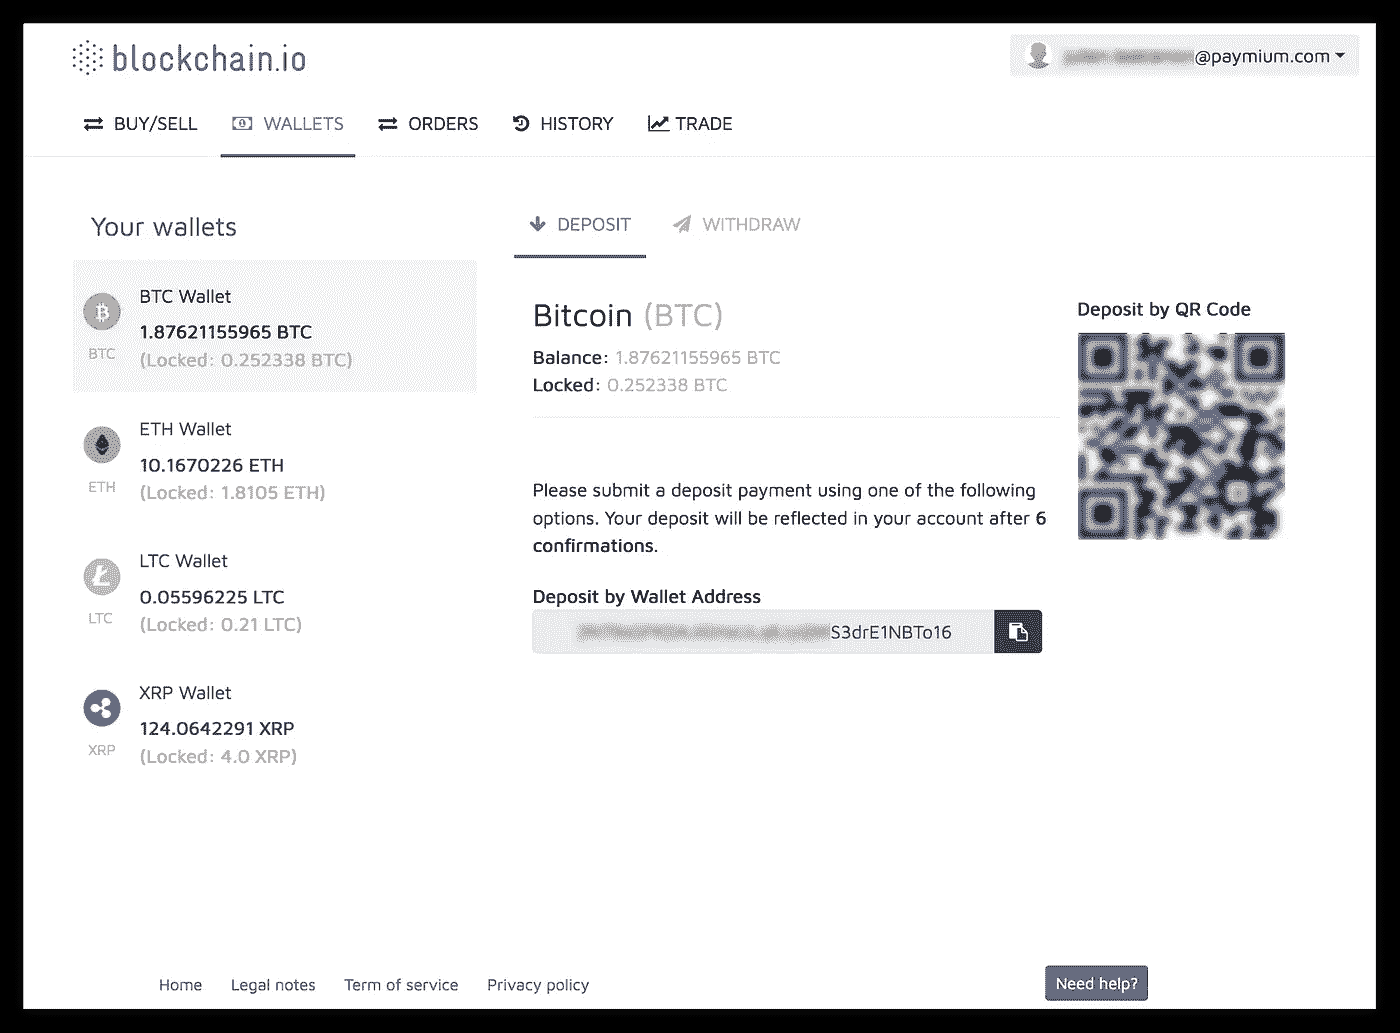 blockchain.io
@paymium.com
BUY/SELL WALLETS ORDERS HISTORY TRADE
Your wallets
BTC Wallet
1.87621155965 BTC
BTC
(Locked: 0.252338 BTC)
ETH Wallet
10.1670226 ETH
ETH
(Locked: 1.8105 ETH)
LTC Wallet
0.05596225 LTC
LTC
(Locked: 0.21 LTC)
XRP Wallet
124.0642291 XRP
XRP
(Locked: 4.0 XRP)
DEPOSIT WITHDRAW
Bitcoin (BTC)
Balance: 1.87621155965 BTC
Locked: 0.252338 BTC
Please submit a deposit payment using one of the following
options. Your deposit will be reflected in your account after 6
confirmations.
Deposit by Wallet Address
S3drE1NBTo16
Deposit by QR Code
Home Legal notes Term of service Privacy policy
Need help?